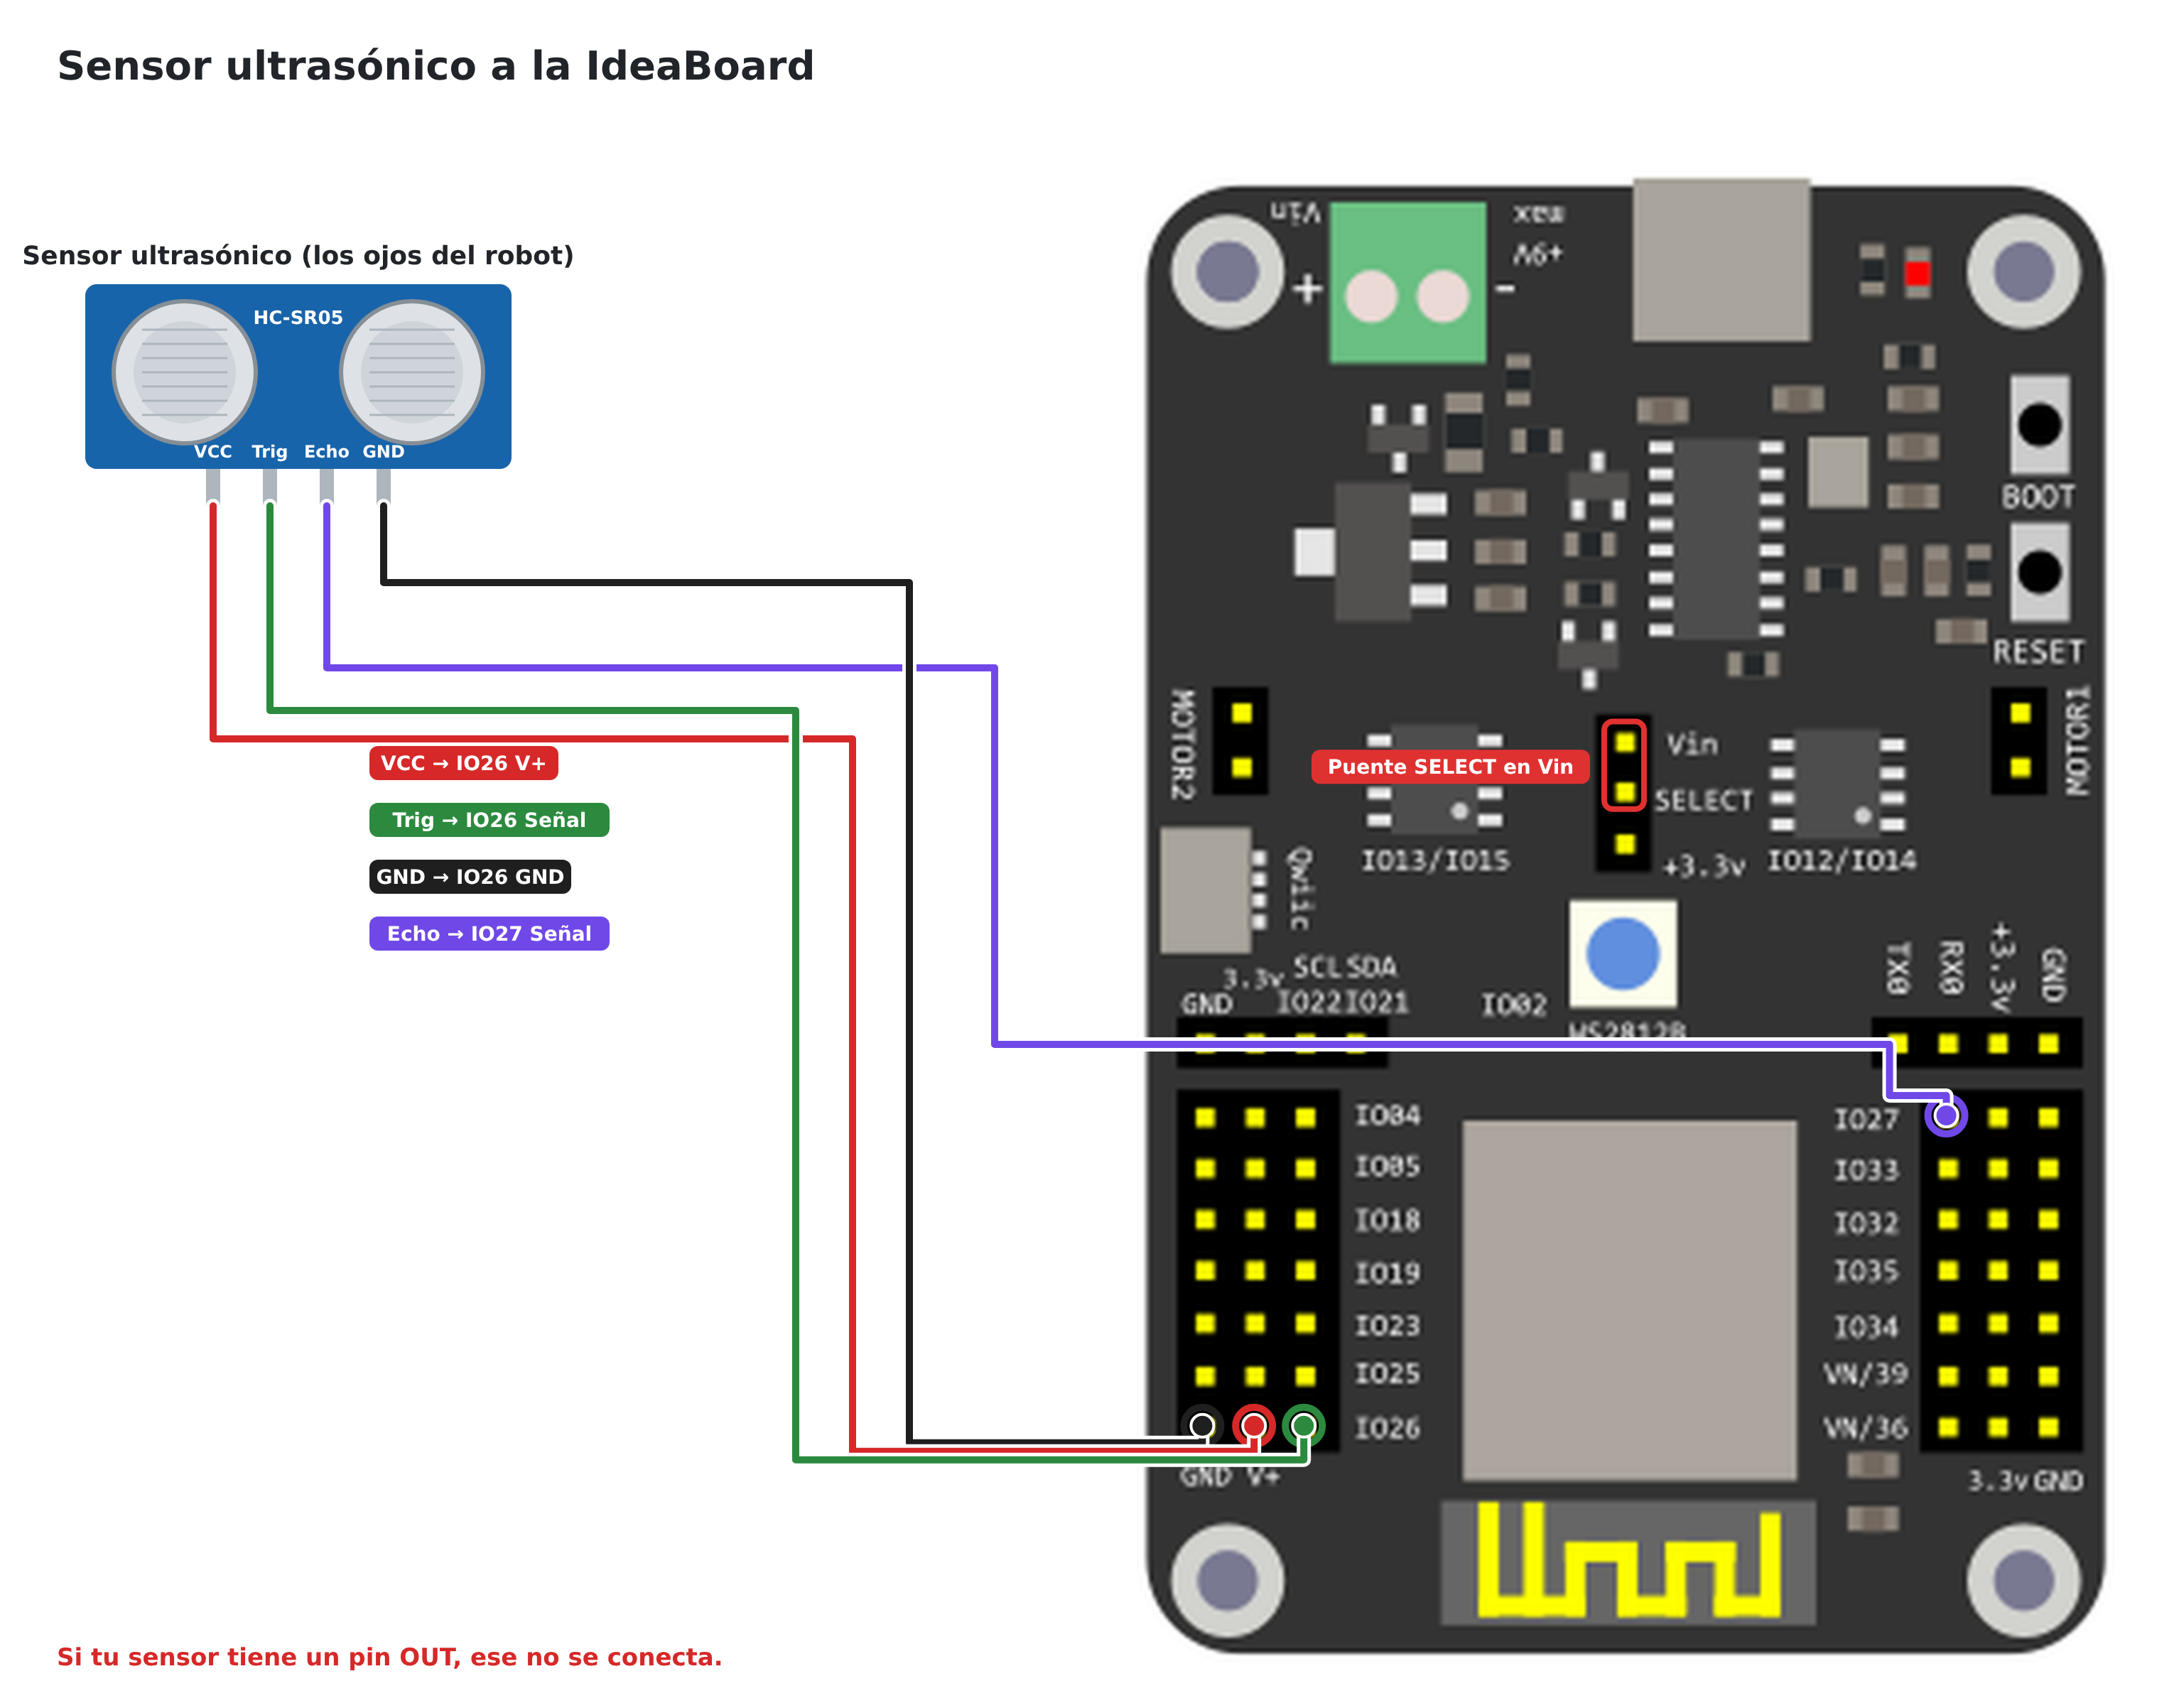 Sensor ultrasónico a la IdeaBoard
Sensor ultrasónico (los ojos del robot)
HC-SR05
VCC Trig Echo GND
VCC → IO26 V+
Trig → IO26 Señal
GND → IO26 GND
Echo → IO27 Señal
Si tu sensor tiene un pin OUT, ese no se conecta.
Vin
+9V
max
+ -
BOOT
RESET
MOTOR2
MOTOR1
Puente SELECT en Vin
Vin
SELECT
+3.3v
IO13/IO15
IO12/IO14
Qwiic
3.3v SCL SDA
GND IO22 IO21
IO02
WS2812B
TX0
RX0
+3.3v
GND
IO04
IO05
IO18
IO19
IO23
IO25
IO26
GND V+
IO27
IO33
IO32
IO35
IO34
VN/39
VN/36
3.3v GND